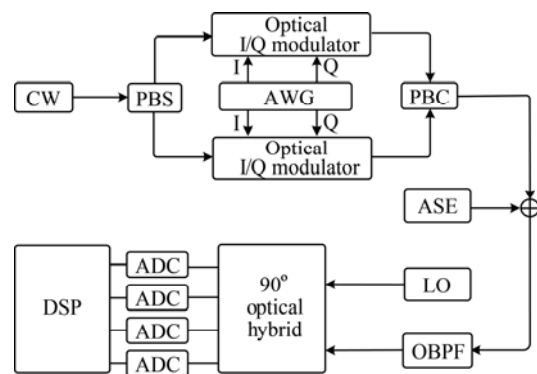 Optical
I/Q modulator
I
Q
CW
PBS
AWG
PBC
I
Q
Optical
I/Q modulator
ASE
ADC
ADC
ADC
ADC
DSP
90°
optical
hybrid
LO
OBPF